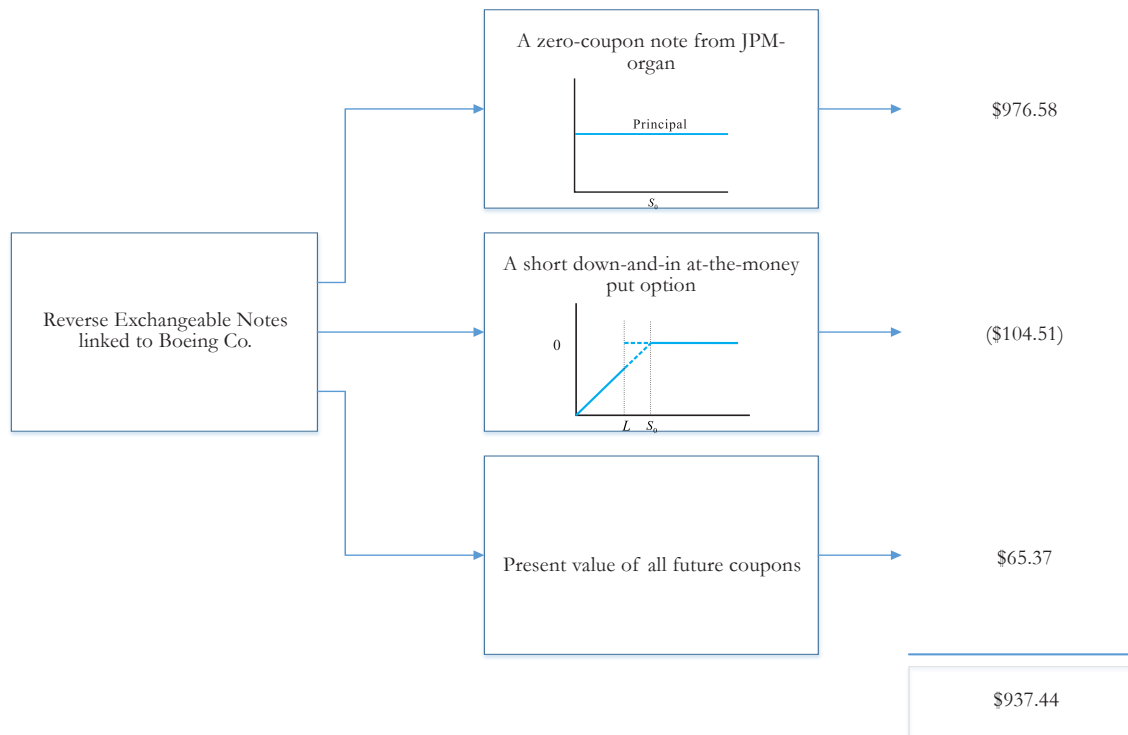 A zero-coupon note from JPM-
organ
Principal
S₀
$976.58
Reverse Exchangeable Notes
linked to Boeing Co.
A short down-and-in at-the-money
put option
0
L S₀
($104.51)
Present value of all future coupons
$65.37
$937.44